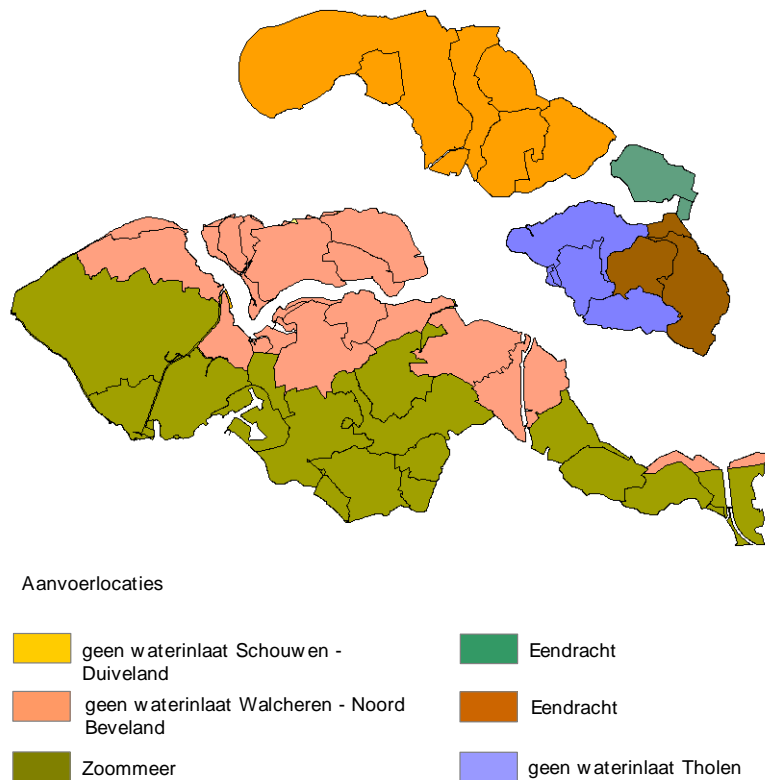 Aanvoerlocaties
geen waterinlaat Schouwen -
Duiveland
geen waterinlaat Walcheren - Noord
Beveland
Zoommeer
Eendracht
Eendracht
geen waterinlaat Tholen